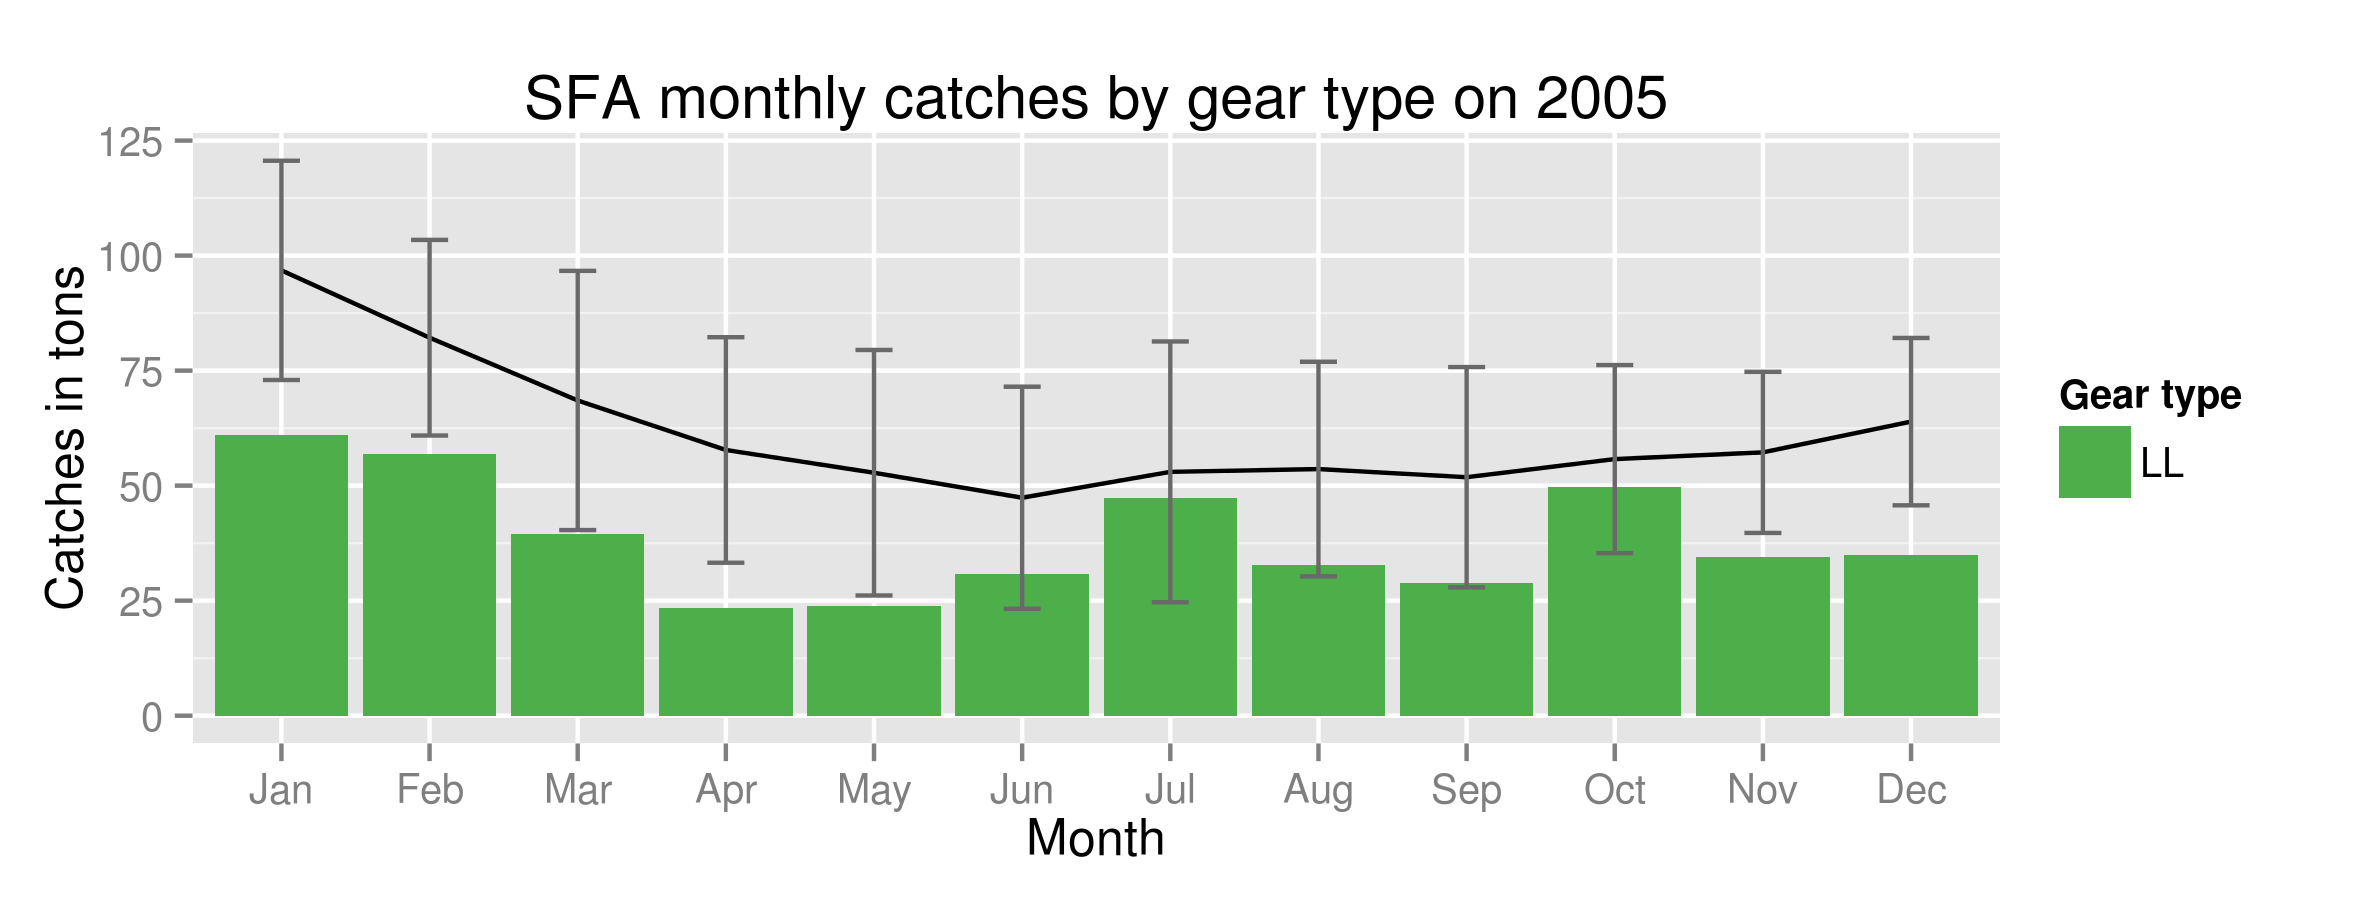 SFA monthly catches by gear type on 2005
Catches in tons
125
100
75
50
25
0
Jan Feb Mar Apr May Jun Jul Aug Sep Oct Nov Dec
Month
Gear type
LL